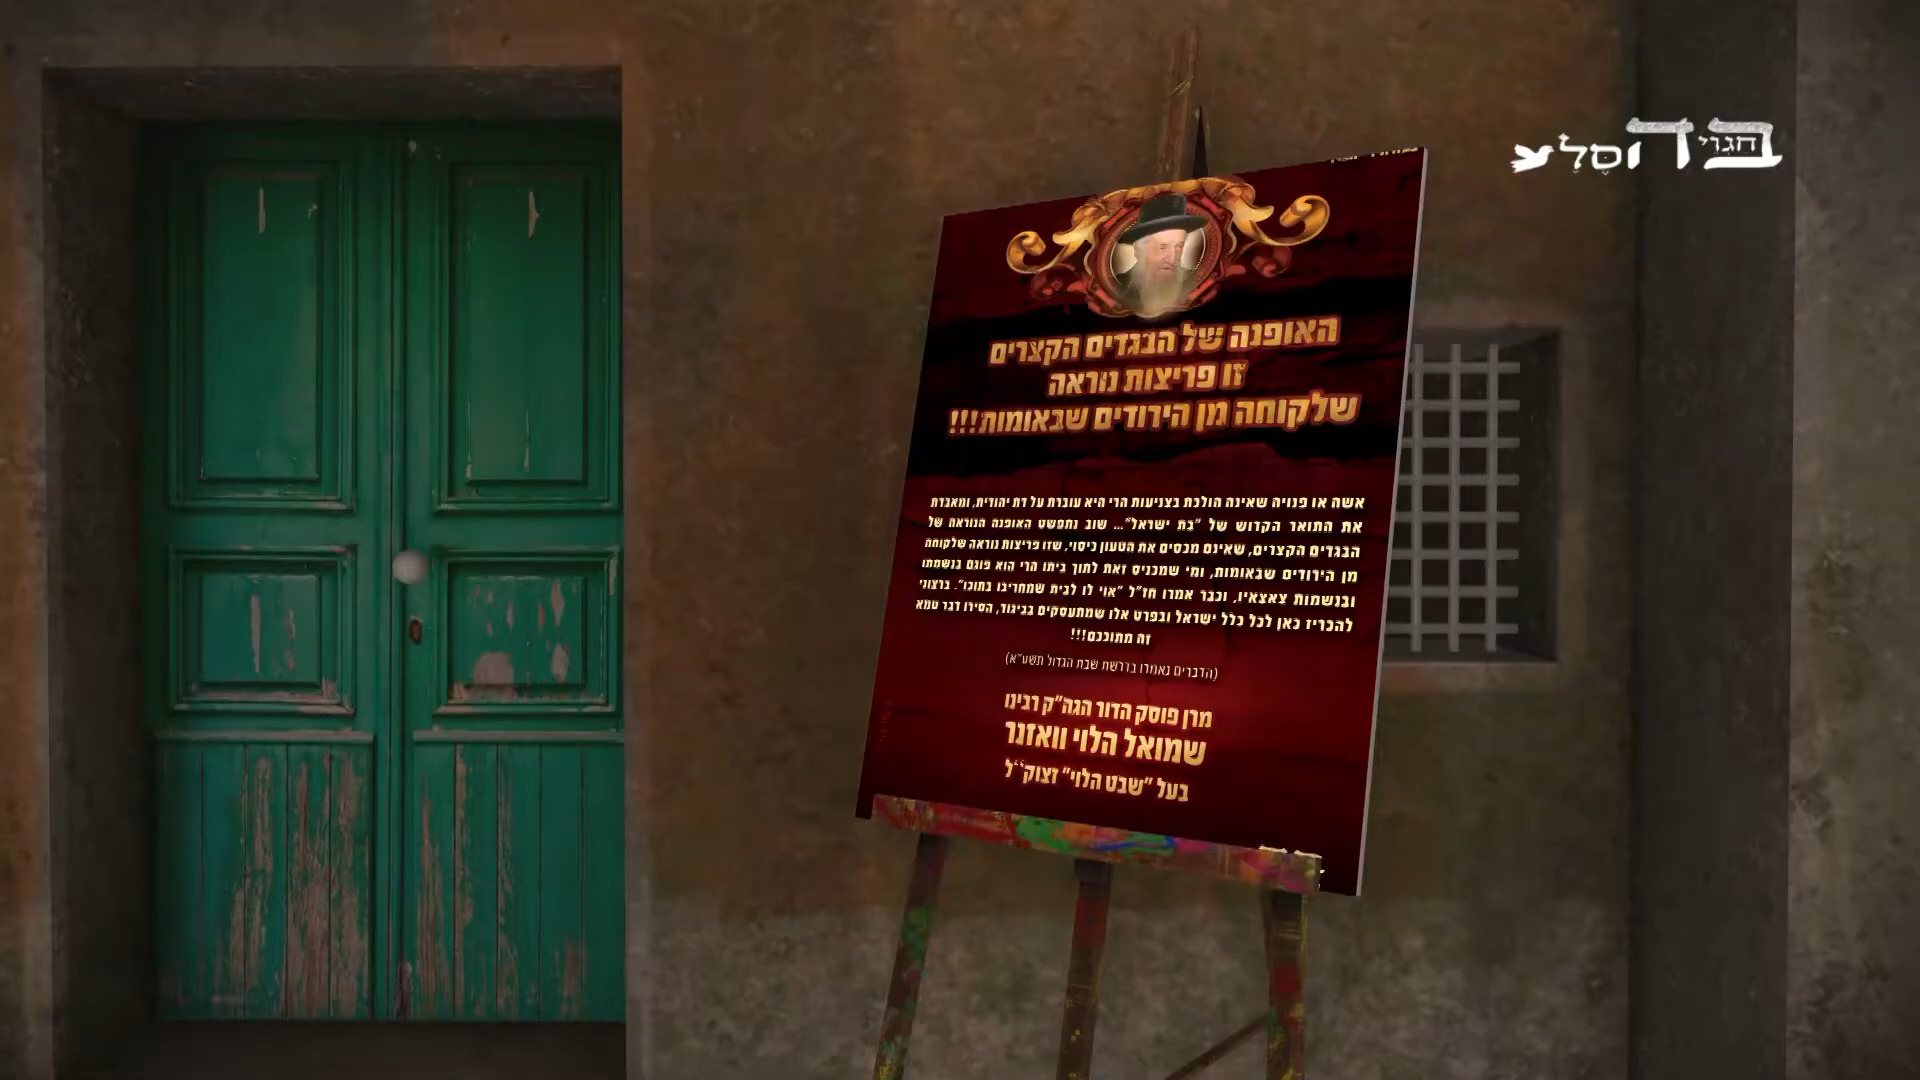 בחגוי הסלע
האופנה של הבגדים הקצרים
זו פריצות נוראה
שלקוחה מן הירודים שבאומות!!!
אשה או פנויה שאינה הולכת בצניעות הרי היא עוברת על דת יהודית, ומאבדת
את התואר הקדוש של "בת ישראל"... שוב נתפשט האופנה הנוראה של
הבגדים הקצרים, שאינם מכסים את הטעון כיסוי, שזו פריצות נוראה שלקוחה
מן הירודים שבאומות, ומי שמכניס זאת לתוך ביתו הרי הוא פוגם בנשמתו
ובנשמות צאצאיו, וכבר אמרו חז"ל "אוי לו לבית שמחריבו בתוכו". ברצוני
להכריז כאן לכל כלל ישראל ובפרט אלו שמתעסקים בביגוד, הסירו דבר טמא
זה מתוככם!!!
(הדברים נאמרו בדרשת שבת הגדול תשע"א)
מרן פוסק הדור הגה"ק רבינו
שמואל הלוי וואזנר
בעל "שבט הלוי" זצוק"ל